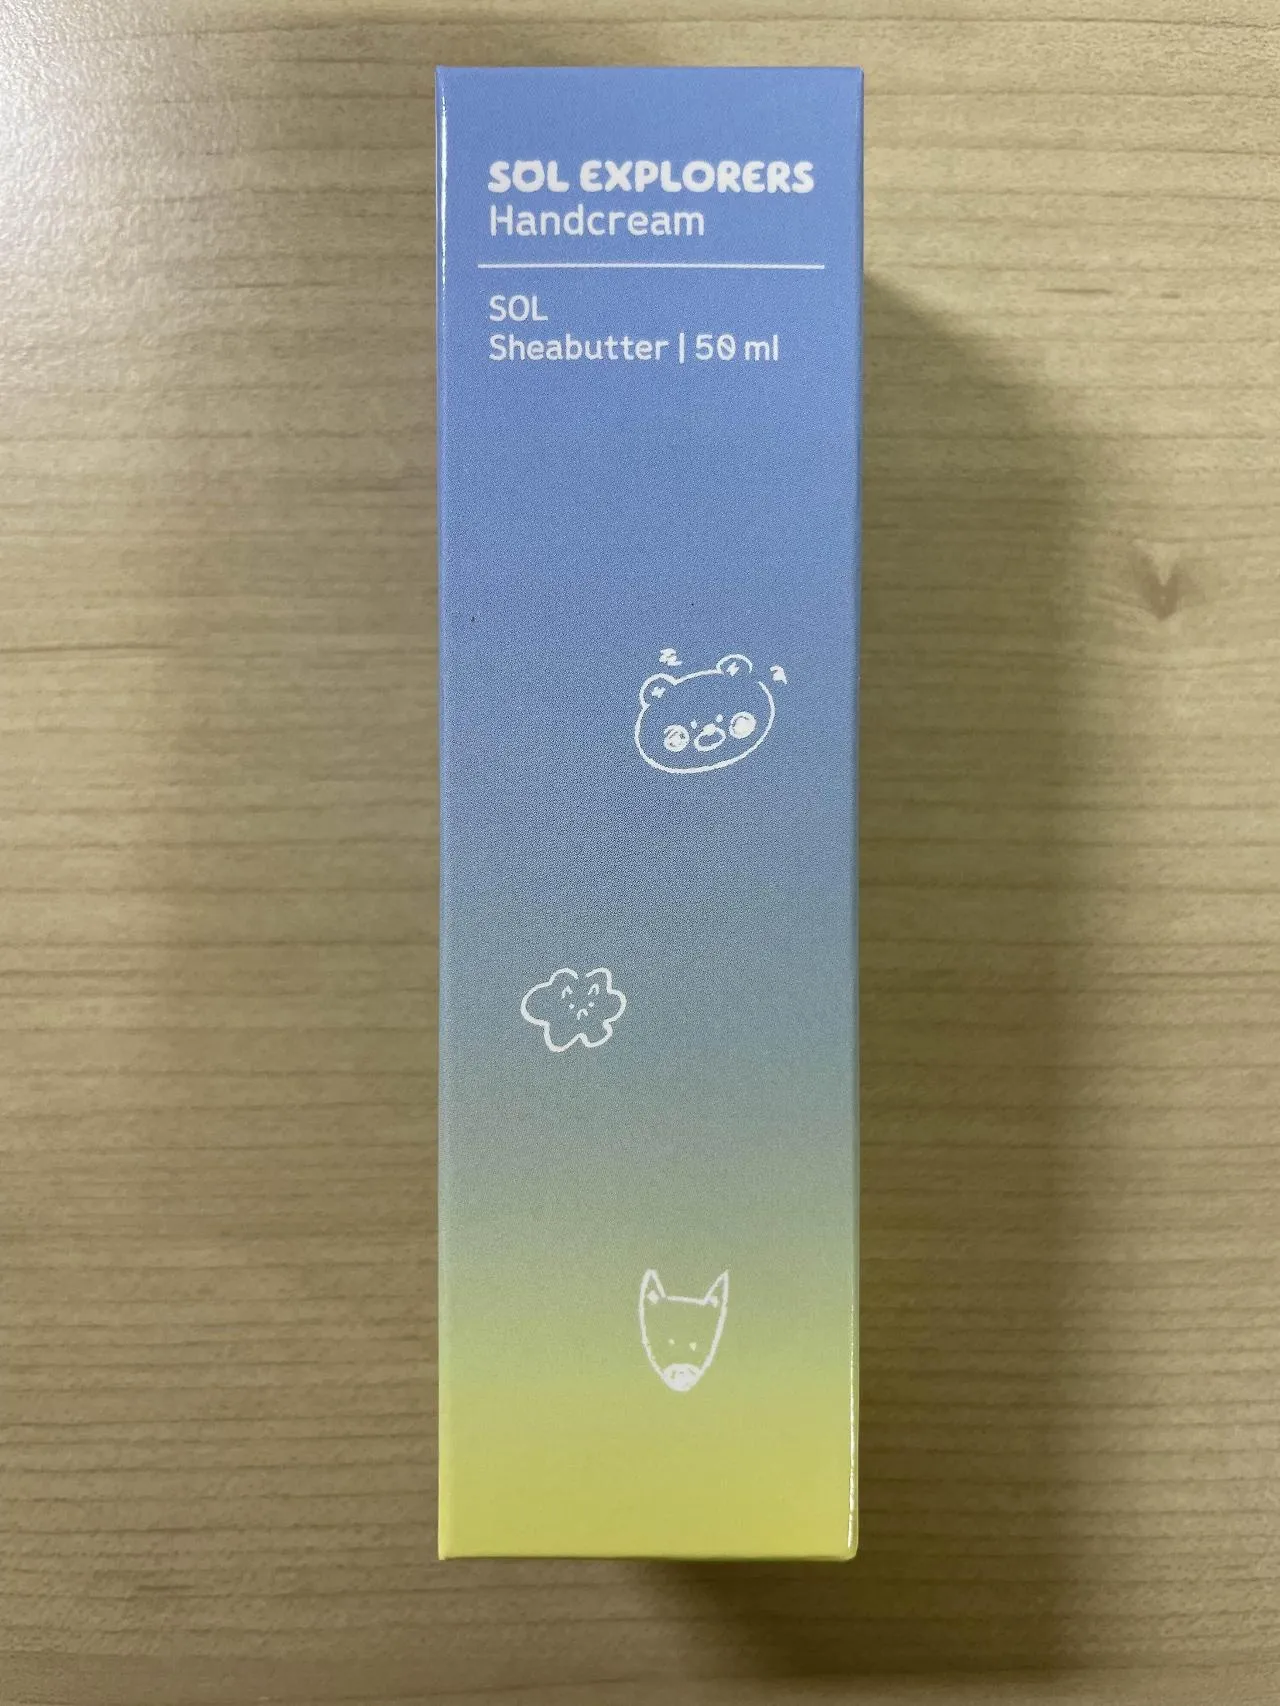 SOL EXPLORERS
Handcream
SOL
Sheabutter | 50 ml